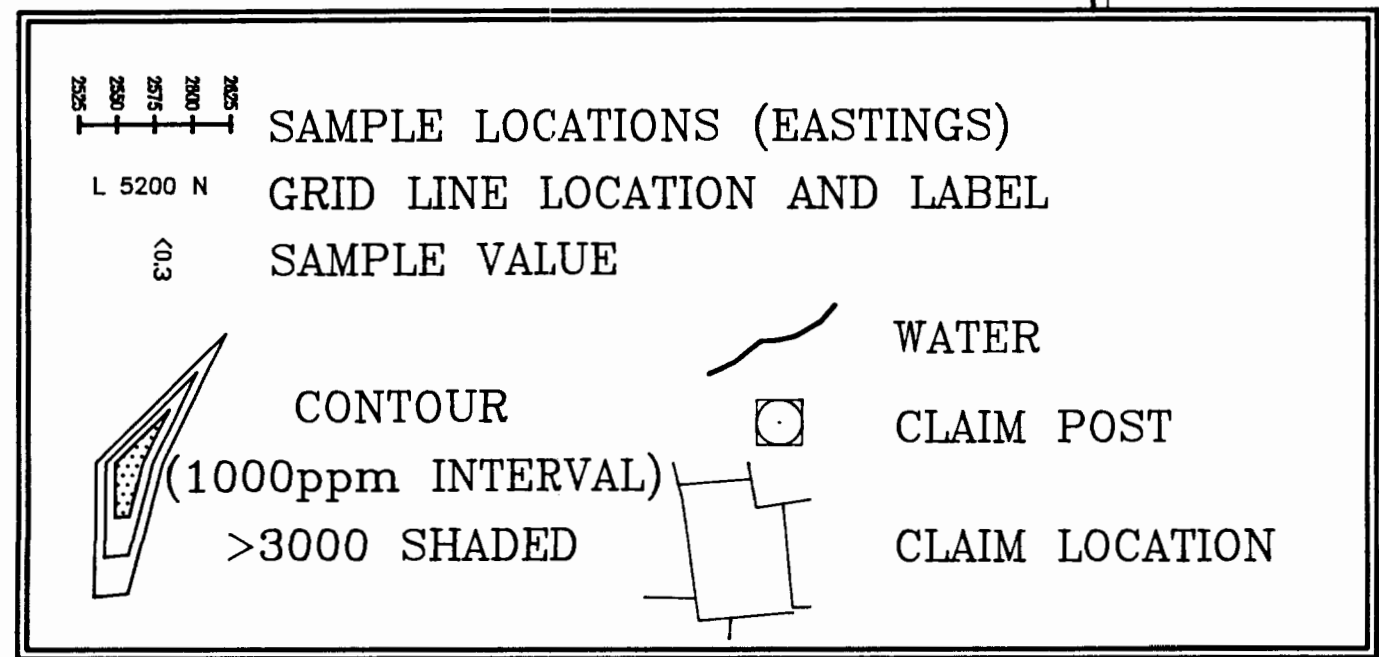 2525 2550 2575 2600 2625
SAMPLE LOCATIONS (EASTINGS)
L 5200 N GRID LINE LOCATION AND LABEL
<0.3 SAMPLE VALUE
WATER
CONTOUR
(1000ppm INTERVAL)
>3000 SHADED
CLAIM POST
CLAIM LOCATION